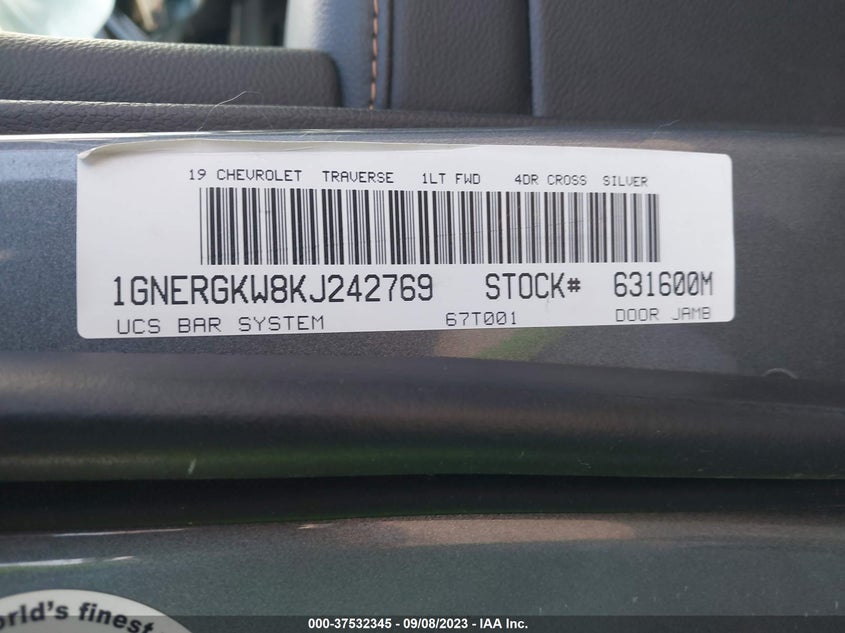 19 CHEVROLET TRAVERSE 1LT FWD 4DR CROSS SILVER
1GNERGKW8KJ242769 STOCK# 631600M
UCS BAR SYSTEM 67T001 DOOR JAMB
world's finest
000-37532345 - 09/08/2023 - IAA Inc.